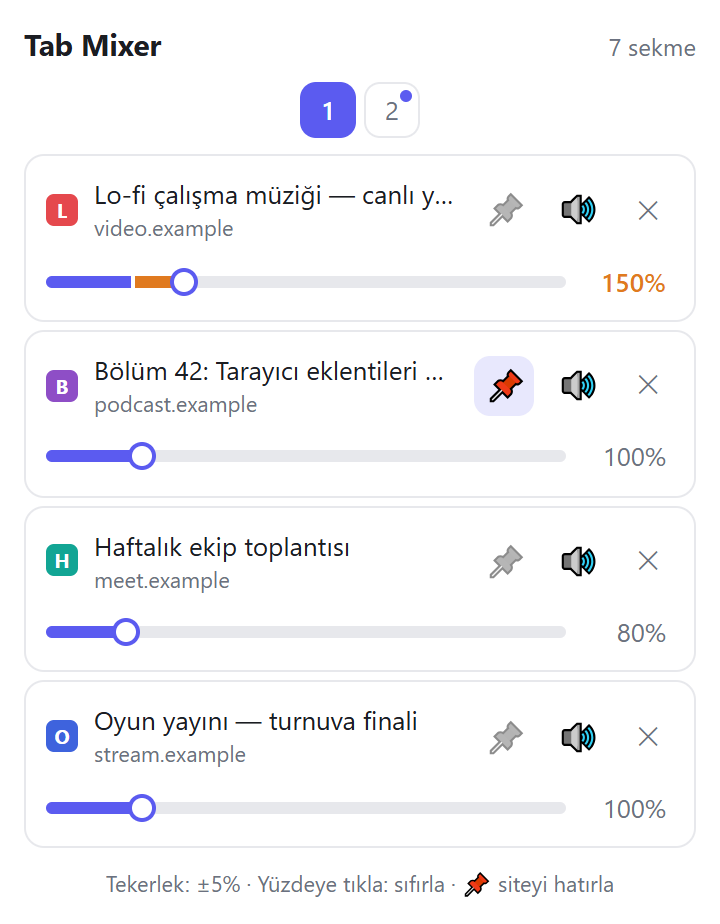 Tab Mixer
7 sekme
1
2
L
Lo-fi çalışma müziği — canlı y...
video.example
150%
B
Bölüm 42: Tarayıcı eklentileri ...
podcast.example
100%
H
Haftalık ekip toplantısı
meet.example
80%
O
Oyun yayını — turnuva finali
stream.example
100%
Tekerlek: ±5% · Yüzdeye tıkla: sıfırla · 📌 siteyi hatırla